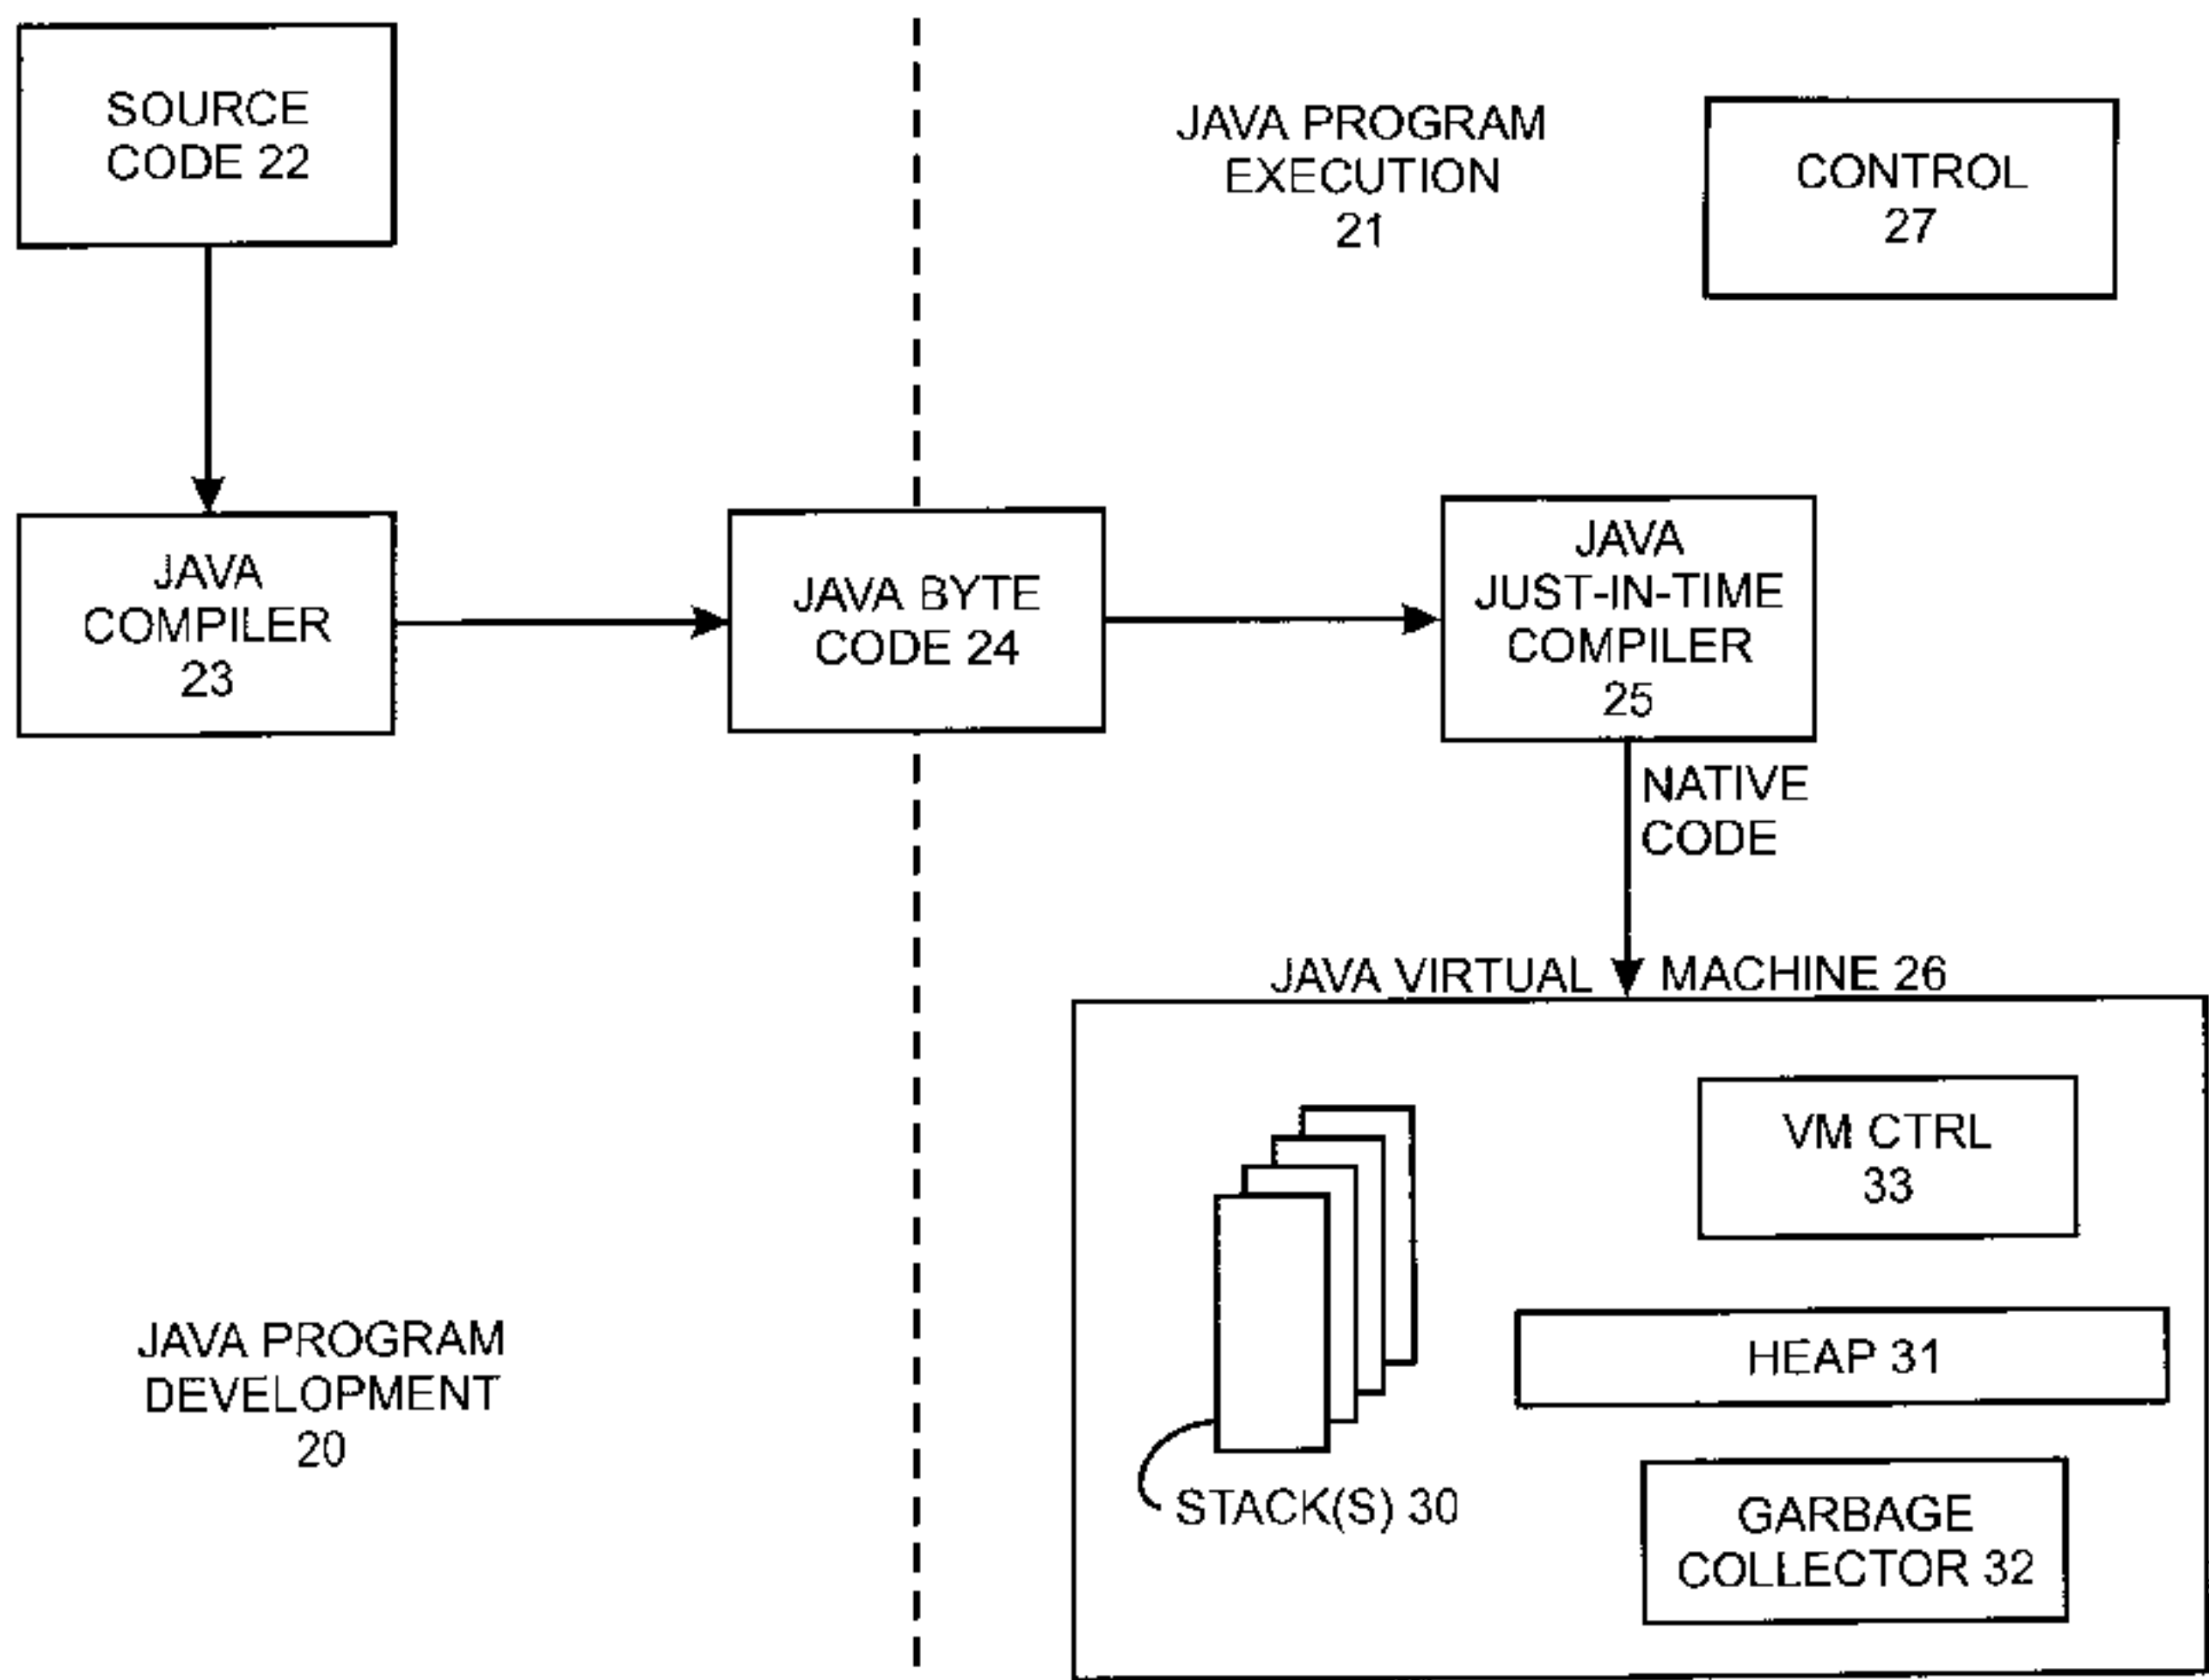 SOURCE
CODE 22
JAVA PROGRAM
EXECUTION
21
CONTROL
27
JAVA
COMPILER
23
JAVA BYTE
CODE 24
JAVA
JUST-IN-TIME
COMPILER
25
NATIVE
CODE
JAVA VIRTUAL MACHINE 26
VM CTRL
33
HEAP 31
STACK(S) 30
GARBAGE
COLLECTOR 32
JAVA PROGRAM
DEVELOPMENT
20